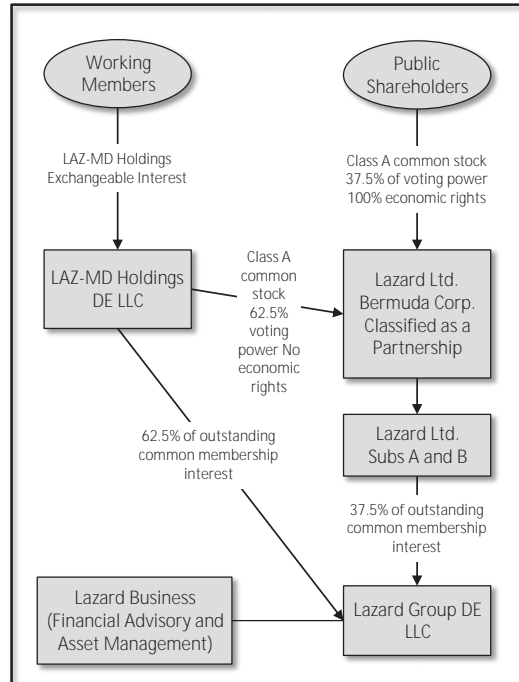 Working
Members
Public
Shareholders
LAZ-MD Holdings
Exchangeable Interest
Class A common stock
37.5% of voting power
100% economic rights
LAZ-MD Holdings
DE LLC
Class A
common
stock
62.5%
voting
power No
economic
rights
Lazard Ltd.
Bermuda Corp.
Classified as a
Partnership
62.5% of outstanding
common membership
interest
Lazard Ltd.
Subs A and B
37.5% of outstanding
common membership
interest
Lazard Business
(Financial Advisory and
Asset Management)
Lazard Group DE
LLC